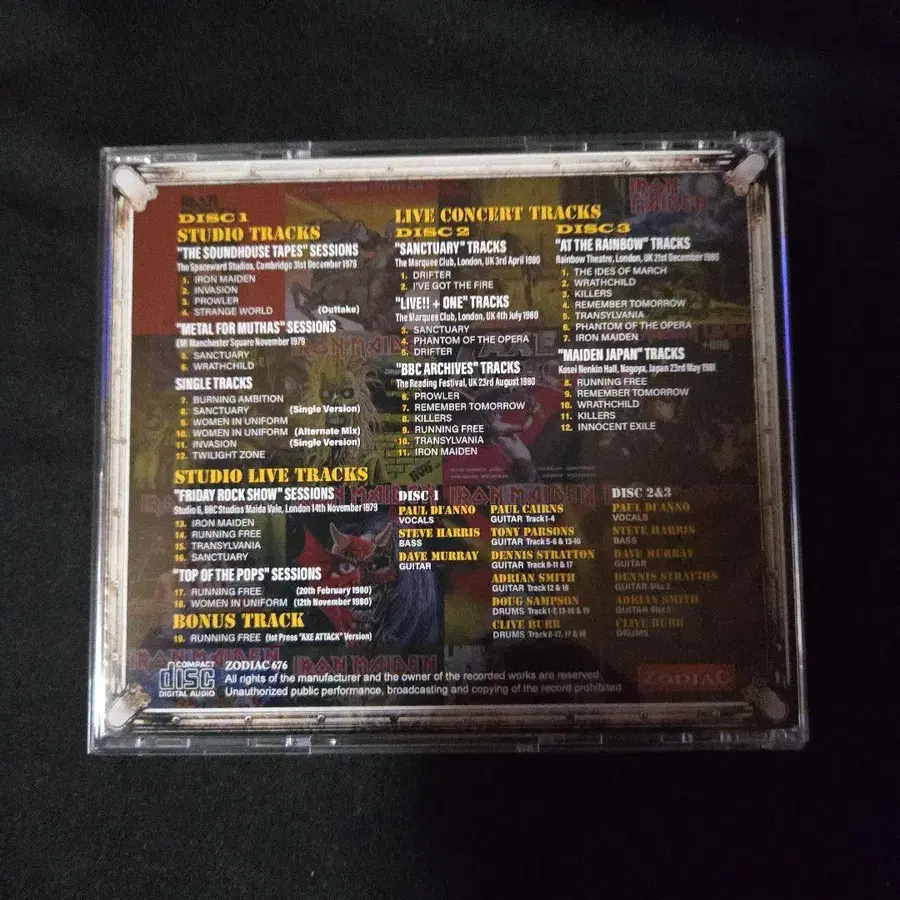 DISC 1
STUDIO TRACKS
"THE SOUNDHOUSE TAPES" SESSIONS
The Spaceward Studios, Cambridge 31st December 1979
1. IRON MAIDEN
2. INVASION
3. PROWLER
4. STRANGE WORLD (Outtake)
"METAL FOR MUTHAS" SESSIONS
EMI Manchester Square November 1979
5. SANCTUARY
6. WRATHCHILD
SINGLE TRACKS
7. BURNING AMBITION
8. SANCTUARY (Single Version)
9. WOMEN IN UNIFORM
10. WOMEN IN UNIFORM (Alternate Mix)
11. INVASION (Single Version)
12. TWILIGHT ZONE
STUDIO LIVE TRACKS
"FRIDAY ROCK SHOW" SESSIONS
Studio 6, BBC Studios Maida Vale, London 14th November 1979
13. IRON MAIDEN
14. RUNNING FREE
15. TRANSYLVANIA
16. SANCTUARY
"TOP OF THE POPS" SESSIONS
17. RUNNING FREE (20th February 1980)
18. WOMEN IN UNIFORM (12th November 1980)
BONUS TRACK
19. RUNNING FREE (1st Press "AXE ATTACK" Version)
LIVE CONCERT TRACKS
DISC 2
"SANCTUARY" TRACKS
The Marquee Club, London, UK 3rd April 1980
1. DRIFTER
2. I'VE GOT THE FIRE
"LIVE!! + ONE" TRACKS
The Marquee Club, London, UK 4th July 1980
3. SANCTUARY
4. PHANTOM OF THE OPERA
5. DRIFTER
"BBC ARCHIVES" TRACKS
The Reading Festival, UK 23rd August 1980
6. PROWLER
7. REMEMBER TOMORROW
8. KILLERS
9. RUNNING FREE
10. TRANSYLVANIA
11. IRON MAIDEN
DISC 3
"AT THE RAINBOW" TRACKS
Rainbow Theatre, London, UK 21st December 1980
1. THE IDES OF MARCH
2. WRATHCHILD
3. KILLERS
4. REMEMBER TOMORROW
5. TRANSYLVANIA
6. PHANTOM OF THE OPERA
7. IRON MAIDEN
"MAIDEN JAPAN" TRACKS
Kosei Nenkin Hall, Nagoya, Japan 23rd May 1981
8. RUNNING FREE
9. REMEMBER TOMORROW
10. WRATHCHILD
11. KILLERS
12. INNOCENT EXILE
DISC 1
PAUL DI'ANNO
VOCALS
STEVE HARRIS
BASS
DAVE MURRAY
GUITAR
PAUL CAIRNS
GUITAR Track 1-4
TONY PARSONS
GUITAR Track 5-6 & 13-16
DENNIS STRATTON
GUITAR Track 8-11 & 17
ADRIAN SMITH
GUITAR Track 12 & 18
DOUG SAMPSON
DRUMS Track 1-7, 13-16 & 19
CLIVE BURR
DRUMS Track 8-12, 17 & 18
DISC 2&3
PAUL DI'ANNO
VOCALS
STEVE HARRIS
BASS
DAVE MURRAY
GUITAR
DENNIS STRATTON
GUITAR Disc 2
ADRIAN SMITH
GUITAR Disc 3
CLIVE BURR
DRUMS
COMPACT
disc
DIGITAL AUDIO
ZODIAC 676
All rights of the manufacturer and the owner of the recorded works are reserved.
Unauthorized public performance, broadcasting and copying of the record prohibited.
ZODIAC
IRON MAIDEN
IRON MAIDEN
IRON MAIDEN
IRON MAIDEN